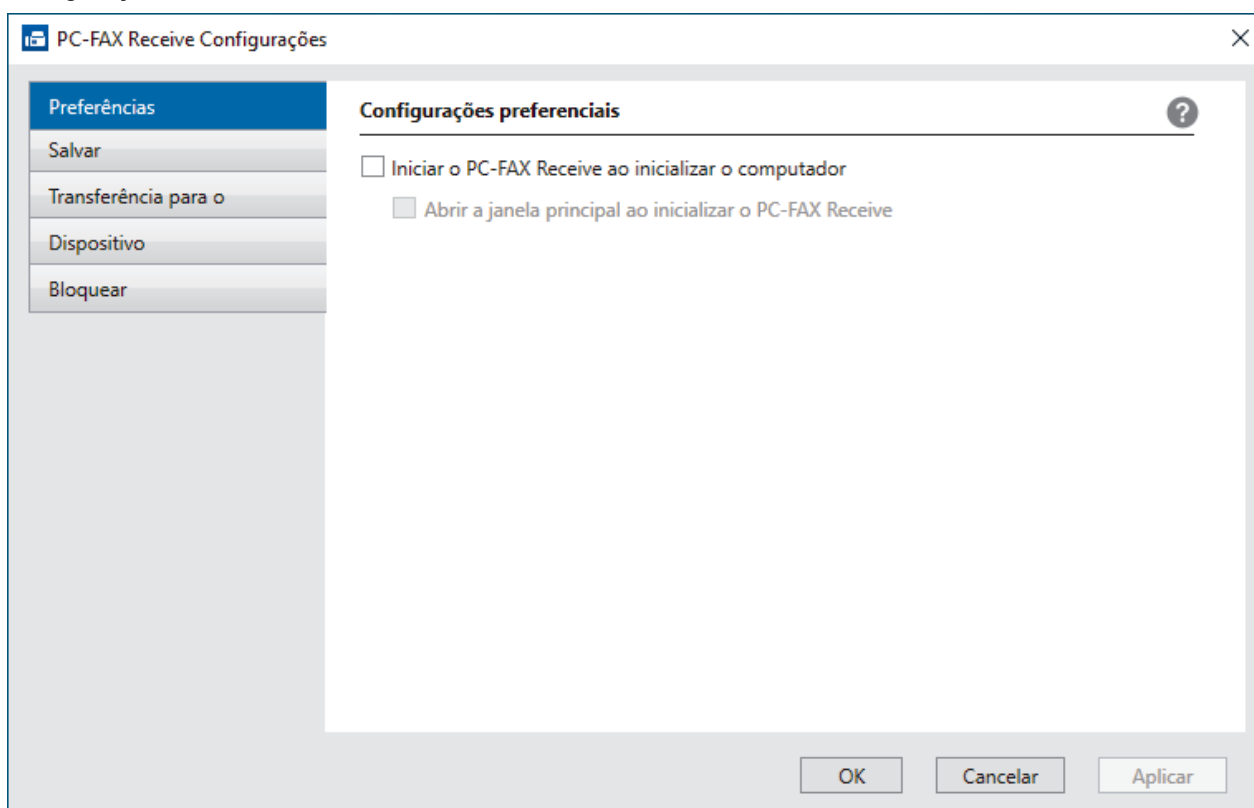 PC-FAX Receive Configurações
Preferências
Salvar
Transferência para o
Dispositivo
Bloquear
Configurações preferenciais
?
Iniciar o PC-FAX Receive ao inicializar o computador
Abrir a janela principal ao inicializar o PC-FAX Receive
OK
Cancelar
Aplicar